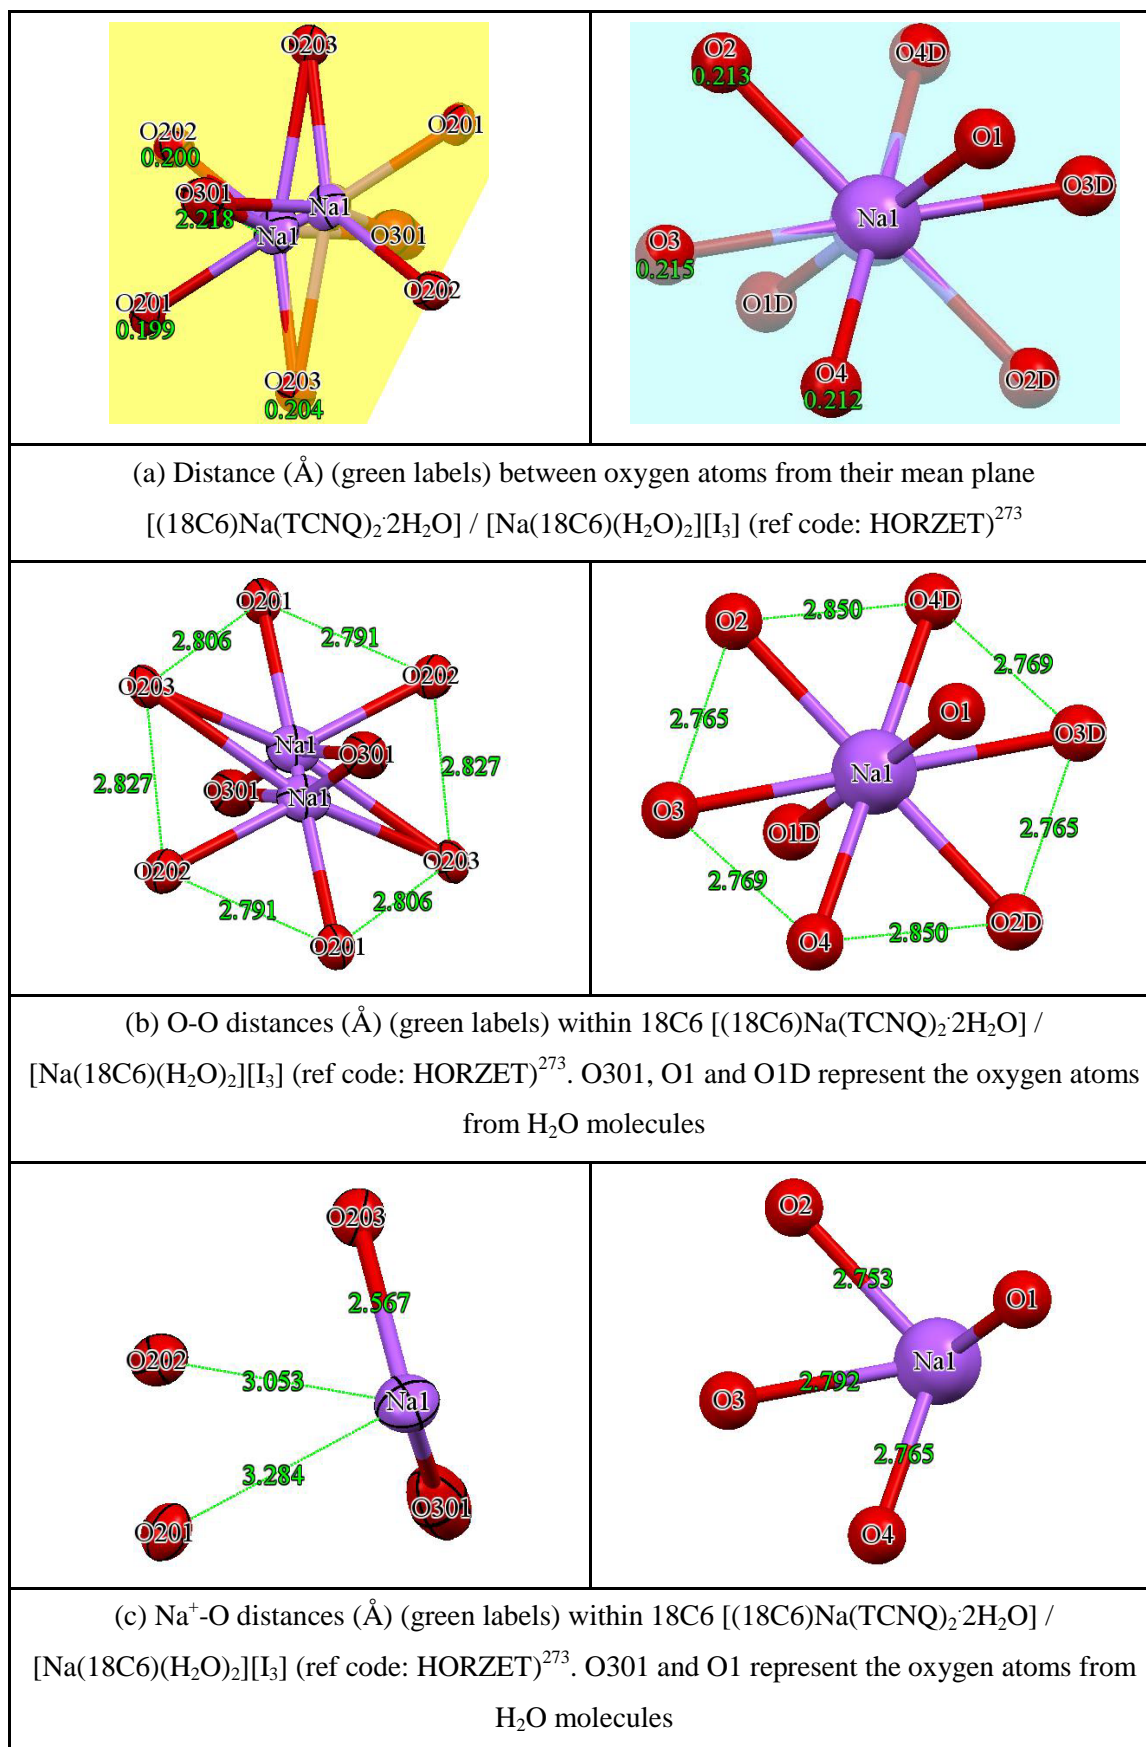 O203
O201
O202
0.200
O301
2.218
Na1
Na1
O301
O202
O201
0.199
O203
0.204
O2
0.213
O4D
O1
O3D
Na1
O3
0.215
O1D
O4
0.212
O2D
(a) Distance (Å) (green labels) between oxygen atoms from their mean plane
[(18C6)Na(TCNQ)₂·2H₂O] / [Na(18C6)(H₂O)₂][I₃] (ref code: HORZET)²⁷³
O201
2.806
2.791
O203
O202
Na1
O301
2.827
2.827
O301
Na1
O202
O203
2.791
2.806
O201
O2
2.850
O4D
2.769
2.765
O1
O3D
Na1
O3
O1D
2.765
2.769
O2D
O4
2.850
(b) O-O distances (Å) (green labels) within 18C6 [(18C6)Na(TCNQ)₂·2H₂O] /
[Na(18C6)(H₂O)₂][I₃] (ref code: HORZET)²⁷³. O301, O1 and O1D represent the oxygen atoms
from H₂O molecules
O203
2.567
O202
3.053
Na1
3.284
O301
O201
O2
2.753
O1
Na1
O3
2.792
2.765
O4
(c) Na⁺-O distances (Å) (green labels) within 18C6 [(18C6)Na(TCNQ)₂·2H₂O] /
[Na(18C6)(H₂O)₂][I₃] (ref code: HORZET)²⁷³. O301 and O1 represent the oxygen atoms from
H₂O molecules